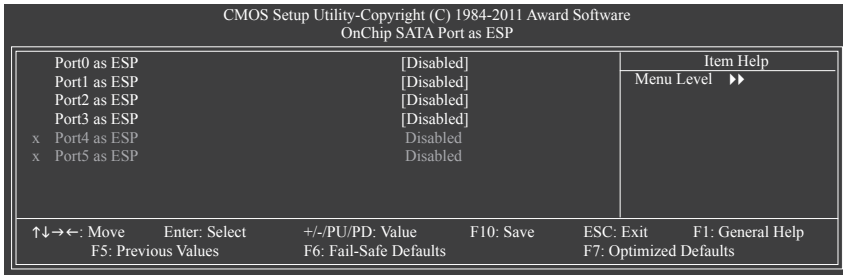 CMOS Setup Utility-Copyright (C) 1984-2011 Award Software
OnChip SATA Port as ESP
Port0 as ESP [Disabled]
Port1 as ESP [Disabled]
Port2 as ESP [Disabled]
Port3 as ESP [Disabled]
x Port4 as ESP Disabled
x Port5 as ESP Disabled
Item Help
Menu Level ▶▶
↑↓→←: Move Enter: Select +/-/PU/PD: Value F10: Save ESC: Exit F1: General Help
F5: Previous Values F6: Fail-Safe Defaults F7: Optimized Defaults